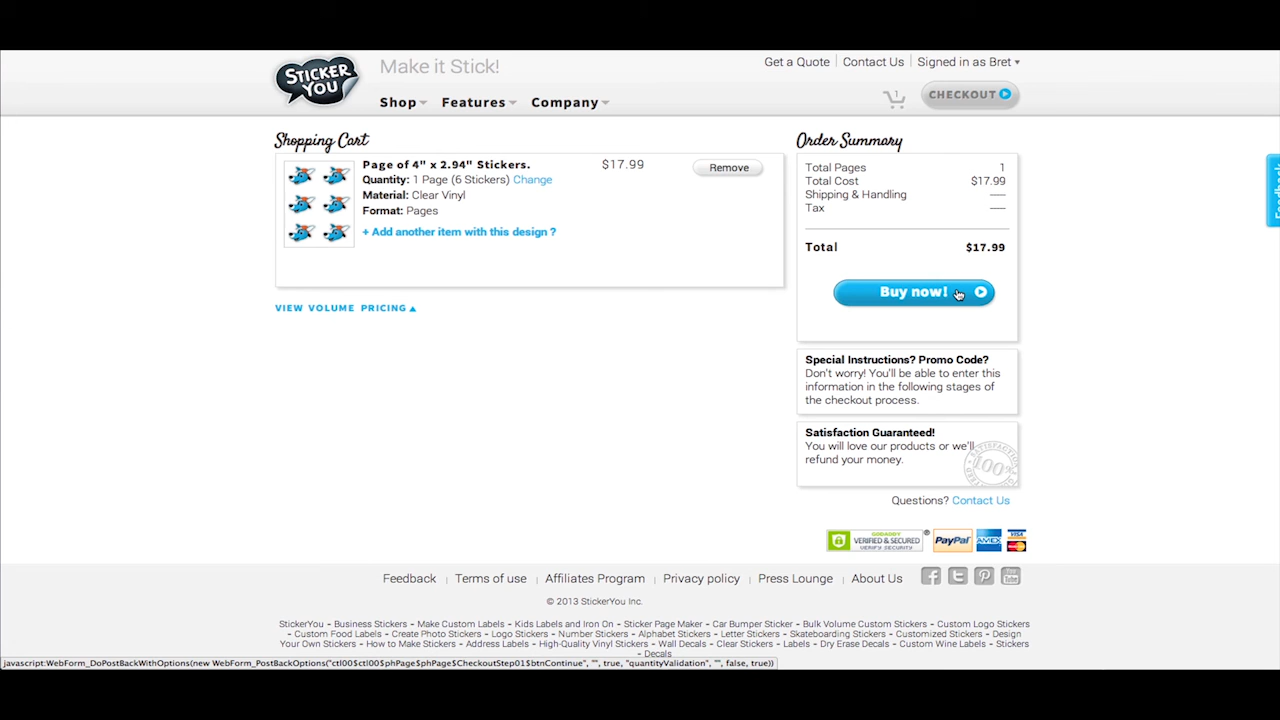 STICKER
YOU
Make it Stick!
Get a Quote
Contact Us
Signed in as Bret
1
CHECKOUT
Shop
Features
Company
Shopping Cart
Page of 4" x 2.94" Stickers.
$17.99
Remove
Quantity: 1 Page (6 Stickers) Change
Material: Clear Vinyl
Format: Pages
+ Add another item with this design ?
VIEW VOLUME PRICING
Order Summary
Total Pages 1
Total Cost $17.99
Shipping & Handling —
Tax —
Total $17.99
Buy now!
Special Instructions? Promo Code?
Don't worry! You'll be able to enter this
information in the following stages of
the checkout process.
Satisfaction Guaranteed!
You will love our products or we'll
refund your money.
100%
Questions? Contact Us
Feedback
GODADDY
VERIFIED & SECURED
VERIFY SECURITY
PayPal
AMEX
VISA
Feedback
Terms of use
Affiliates Program
Privacy policy
Press Lounge
About Us
© 2013 StickerYou Inc.
StickerYou - Business Stickers - Make Custom Labels - Kids Labels and Iron On - Sticker Page Maker - Car Bumper Sticker - Bulk Volume Custom Stickers - Custom Logo Stickers
- Custom Food Labels - Create Photo Stickers - Logo Stickers - Number Stickers - Alphabet Stickers - Letter Stickers - Skateboarding Stickers - Customized Stickers - Design
Your Own Stickers - How to Make Stickers - Address Labels - High-Quality Vinyl Stickers - Wall Decals - Clear Stickers - Labels - Dry Erase Decals - Custom Wine Labels - Stickers
- Decals
javascript:WebForm_DoPostBackWithOptions(new WebForm_PostBackOptions("ctl00$ctl00$phPage$phPage$CheckoutStep01$btnContinue", "", true, "quantityValidation", "", false, true))